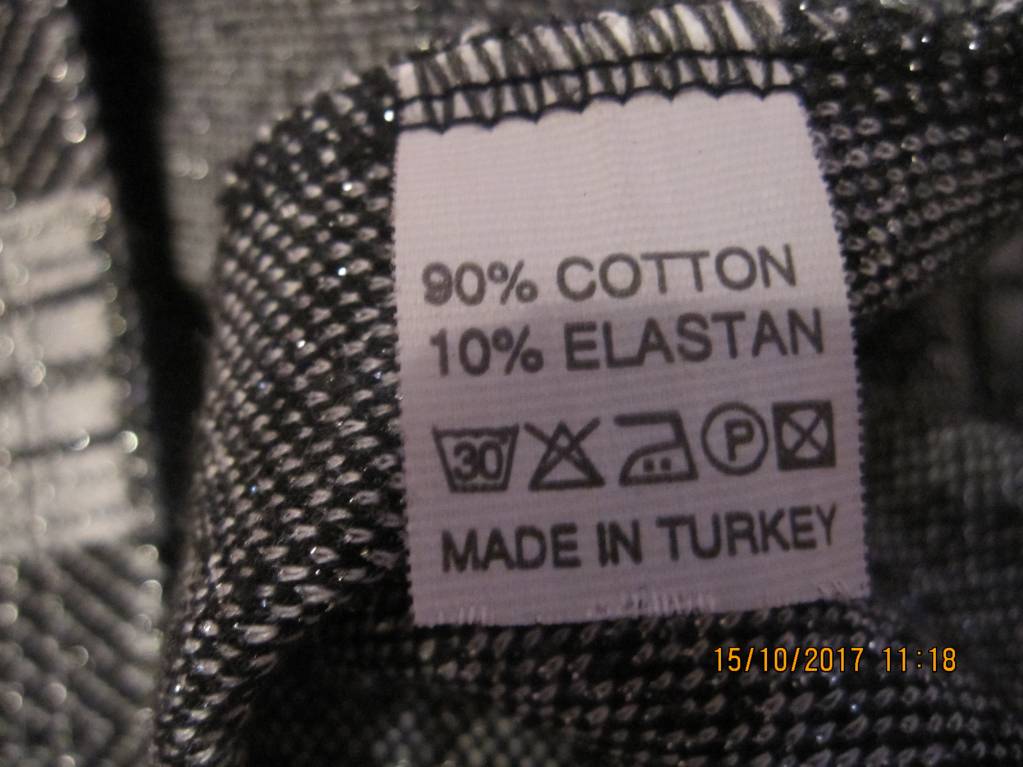 90% COTTON
10% ELASTAN
30 P
MADE IN TURKEY
15/10/2017 11:18